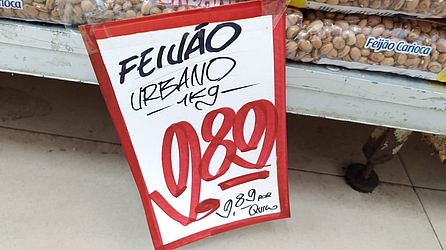 Feijão Carioca
FEIJÃO
URBANO
1KG
9,89
9,89 POR
QUILO